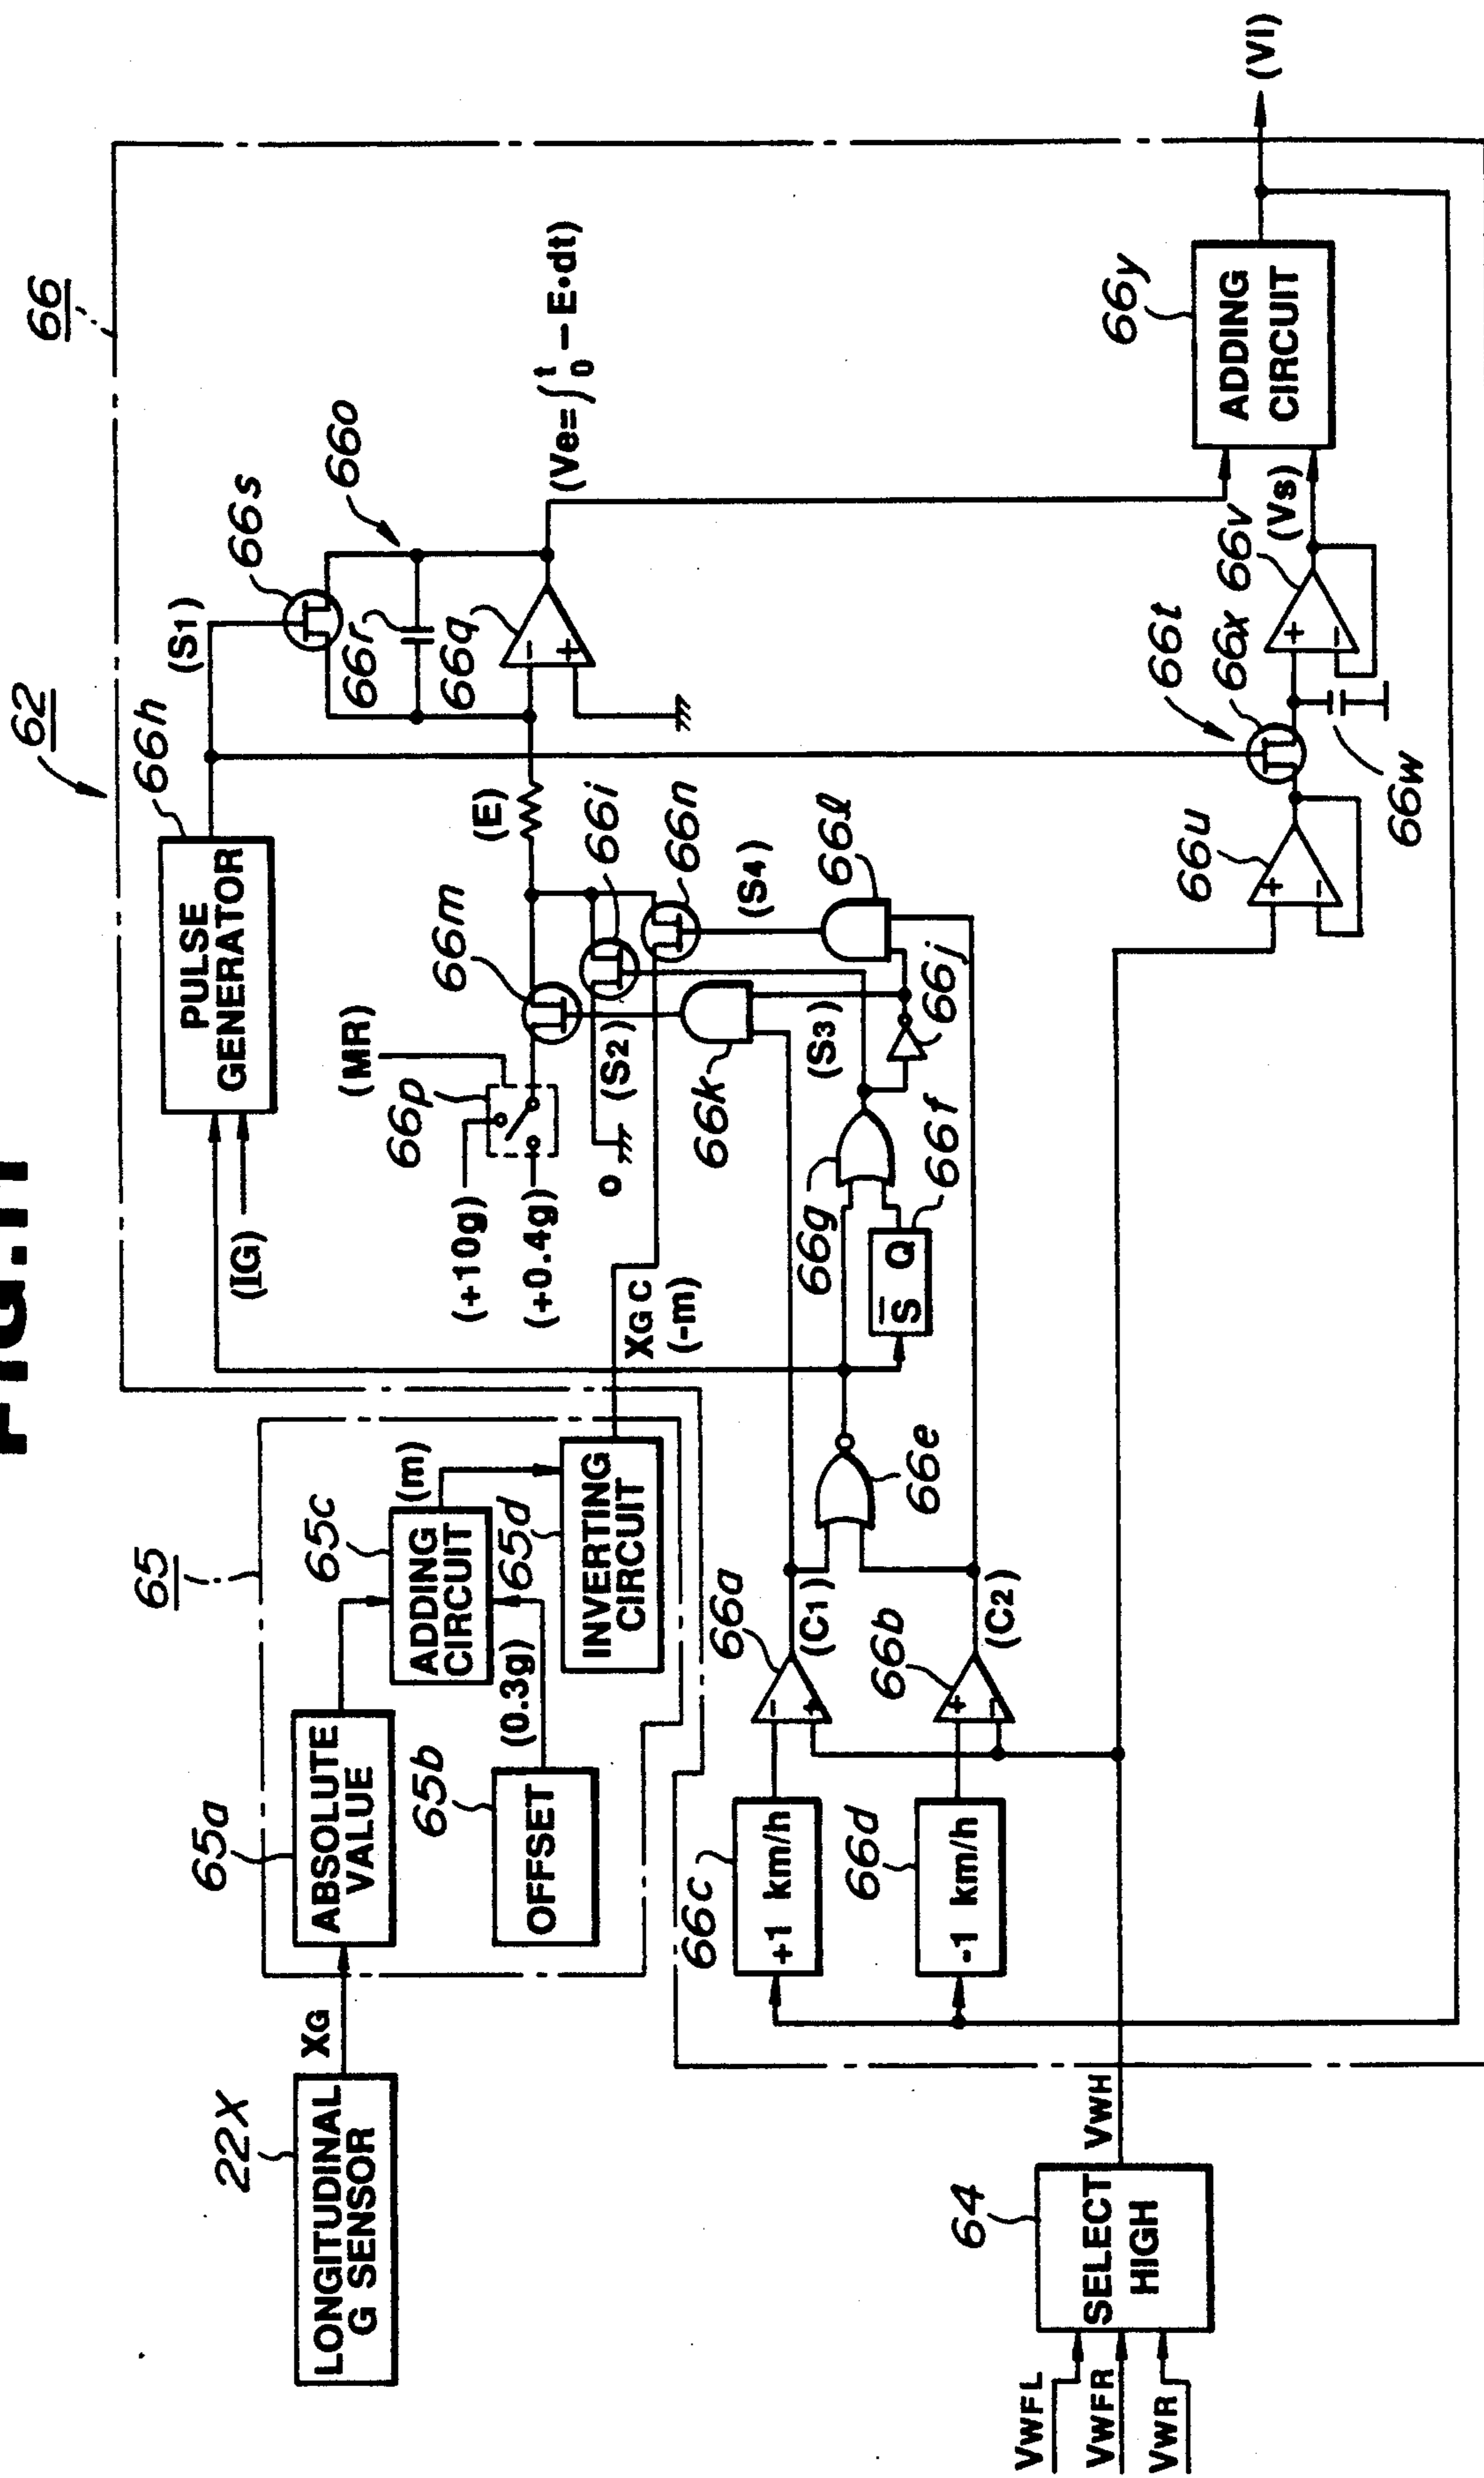 FIG.11
62
66
65
22X
LONGITUDINAL
G SENSOR
XG
65a
ABSOLUTE
VALUE
65b
OFFSET
(0.3g)
65c
ADDING
CIRCUIT
(m)
65d
INVERTING
CIRCUIT
XGC
(-m)
(IG)
66h
PULSE
GENERATOR
(S1)
66s
66o
66r
66q
-
+
(Ve=∫t0 -E•dt)
(E)
(MR)
66p
(+10g)
(+0.4g)
66m
66i
66n
0
(S2)
(S4)
66k
66l
(S3)
66j
66g
66f
S̅ Q
66e
66a
-
+
(C1)
66b
+
-
(C2)
66c
+1 km/h
66d
-1 km/h
64
SELECT
HIGH
VWFL
VWFR
VWR
VWH
66u
+
-
66t
66x
66w
66v
+
-
(Vs)
66y
ADDING
CIRCUIT
(VI)